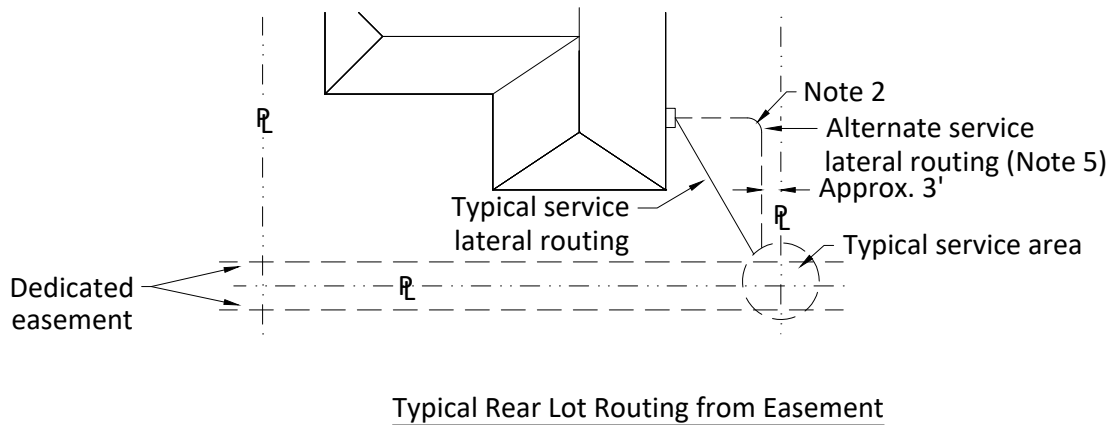 Note 2
℄
Alternate service
lateral routing (Note 5)
Approx. 3'
Typical service
lateral routing
PL
Typical service area
Dedicated
easement
PL
Typical Rear Lot Routing from Easement